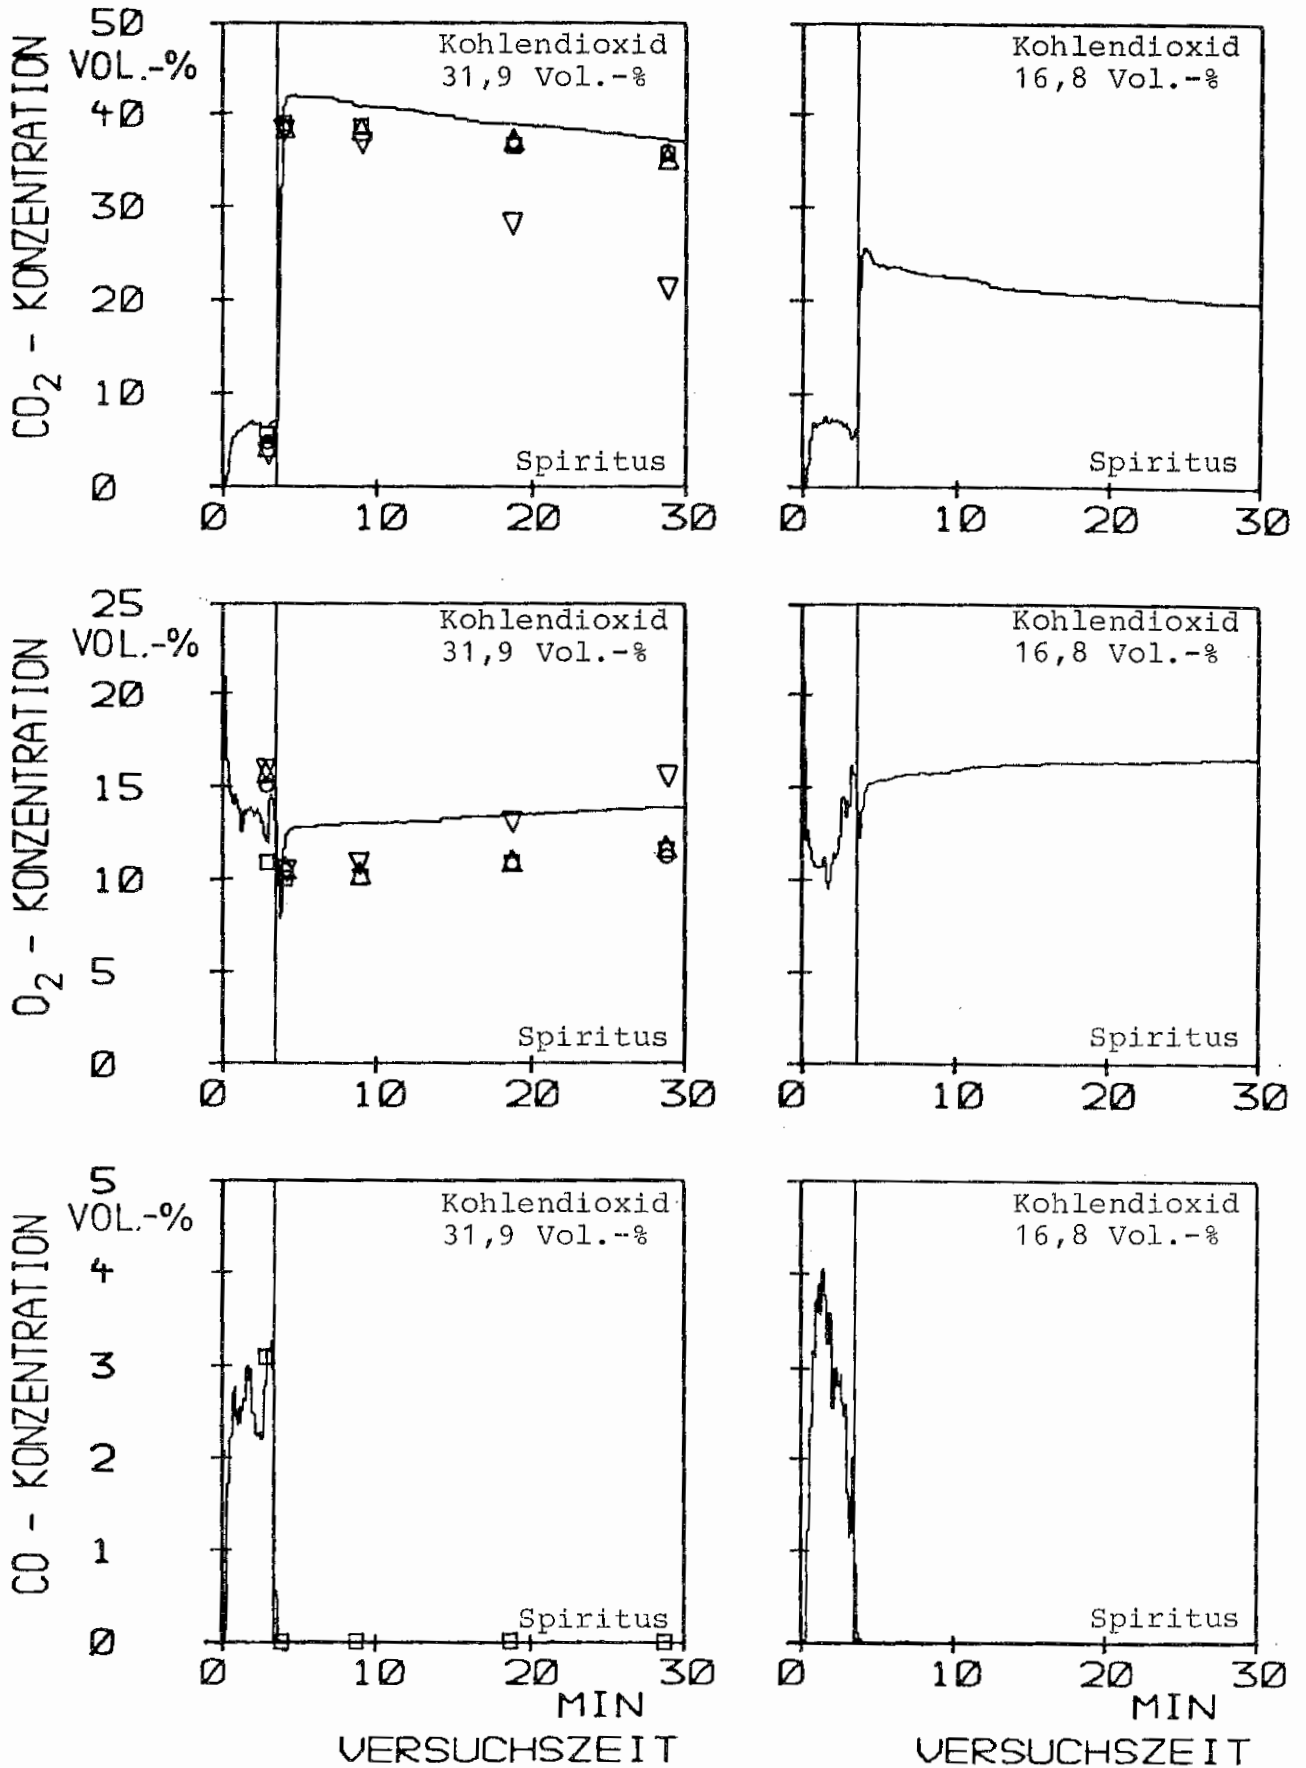 CO2 - KONZENTRATION
50
VOL.-%
40
30
20
10
0
Kohlendioxid
31,9 Vol.-%
Spiritus
0 10 20 30
Kohlendioxid
16,8 Vol.-%
Spiritus
0 10 20 30
O2 - KONZENTRATION
25
VOL.-%
20
15
10
5
0
Kohlendioxid
31,9 Vol.-%
Spiritus
0 10 20 30
Kohlendioxid
16,8 Vol.-%
Spiritus
0 10 20 30
CO - KONZENTRATION
5
VOL.-%
4
3
2
1
0
Kohlendioxid
31,9 Vol.-%
Spiritus
0 10 20 30
MIN
VERSUCHSZEIT
Kohlendioxid
16,8 Vol.-%
Spiritus
0 10 20 30
MIN
VERSUCHSZEIT